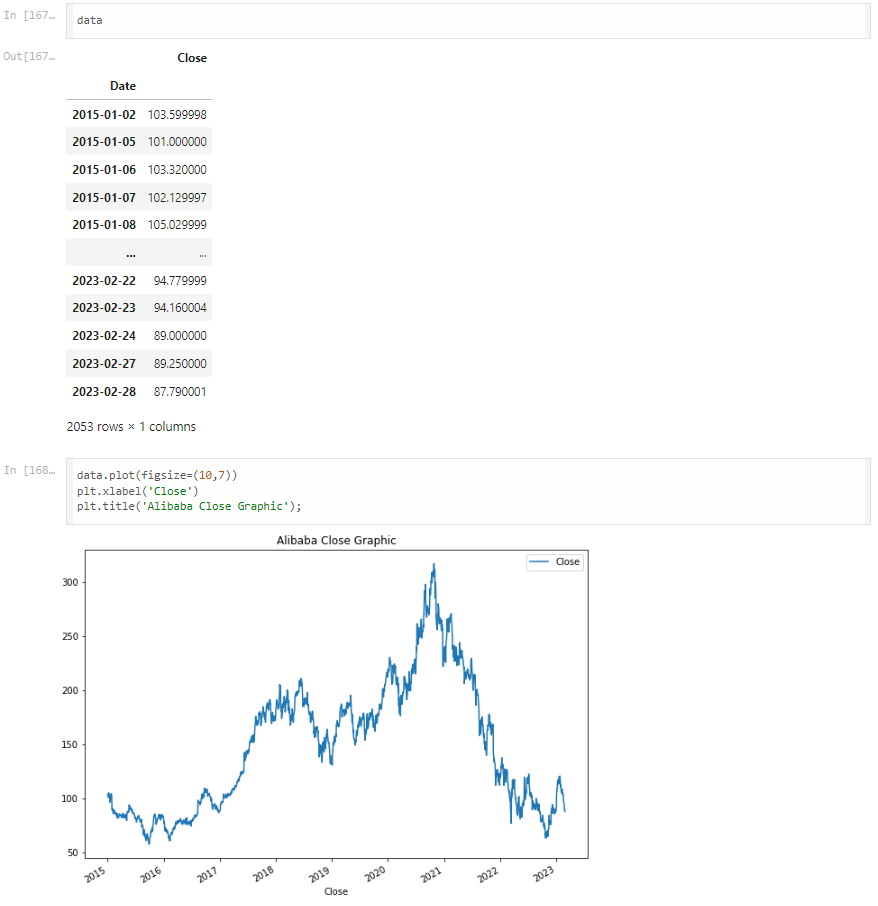 In [167...
data
Out[167...
Close
Date
2015-01-02 103.599998
2015-01-05 101.000000
2015-01-06 103.320000
2015-01-07 102.129997
2015-01-08 105.029999
... ...
2023-02-22 94.779999
2023-02-23 94.160004
2023-02-24 89.000000
2023-02-27 89.250000
2023-02-28 87.790001
2053 rows × 1 columns
In [168...
data.plot(figsize=(10,7))
plt.xlabel('Close')
plt.title('Alibaba Close Graphic');
Alibaba Close Graphic
Close
300
250
200
150
100
50
2015 2016 2017 2018 2019 2020 2021 2022 2023
Close